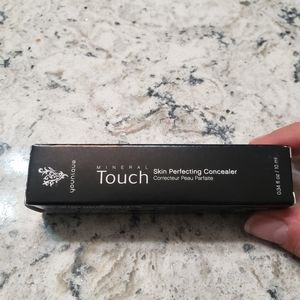 younique
MINERAL
Touch
Skin Perfecting Concealer
Correcteur Peau Parfaite
0.34 fl oz / 10 ml